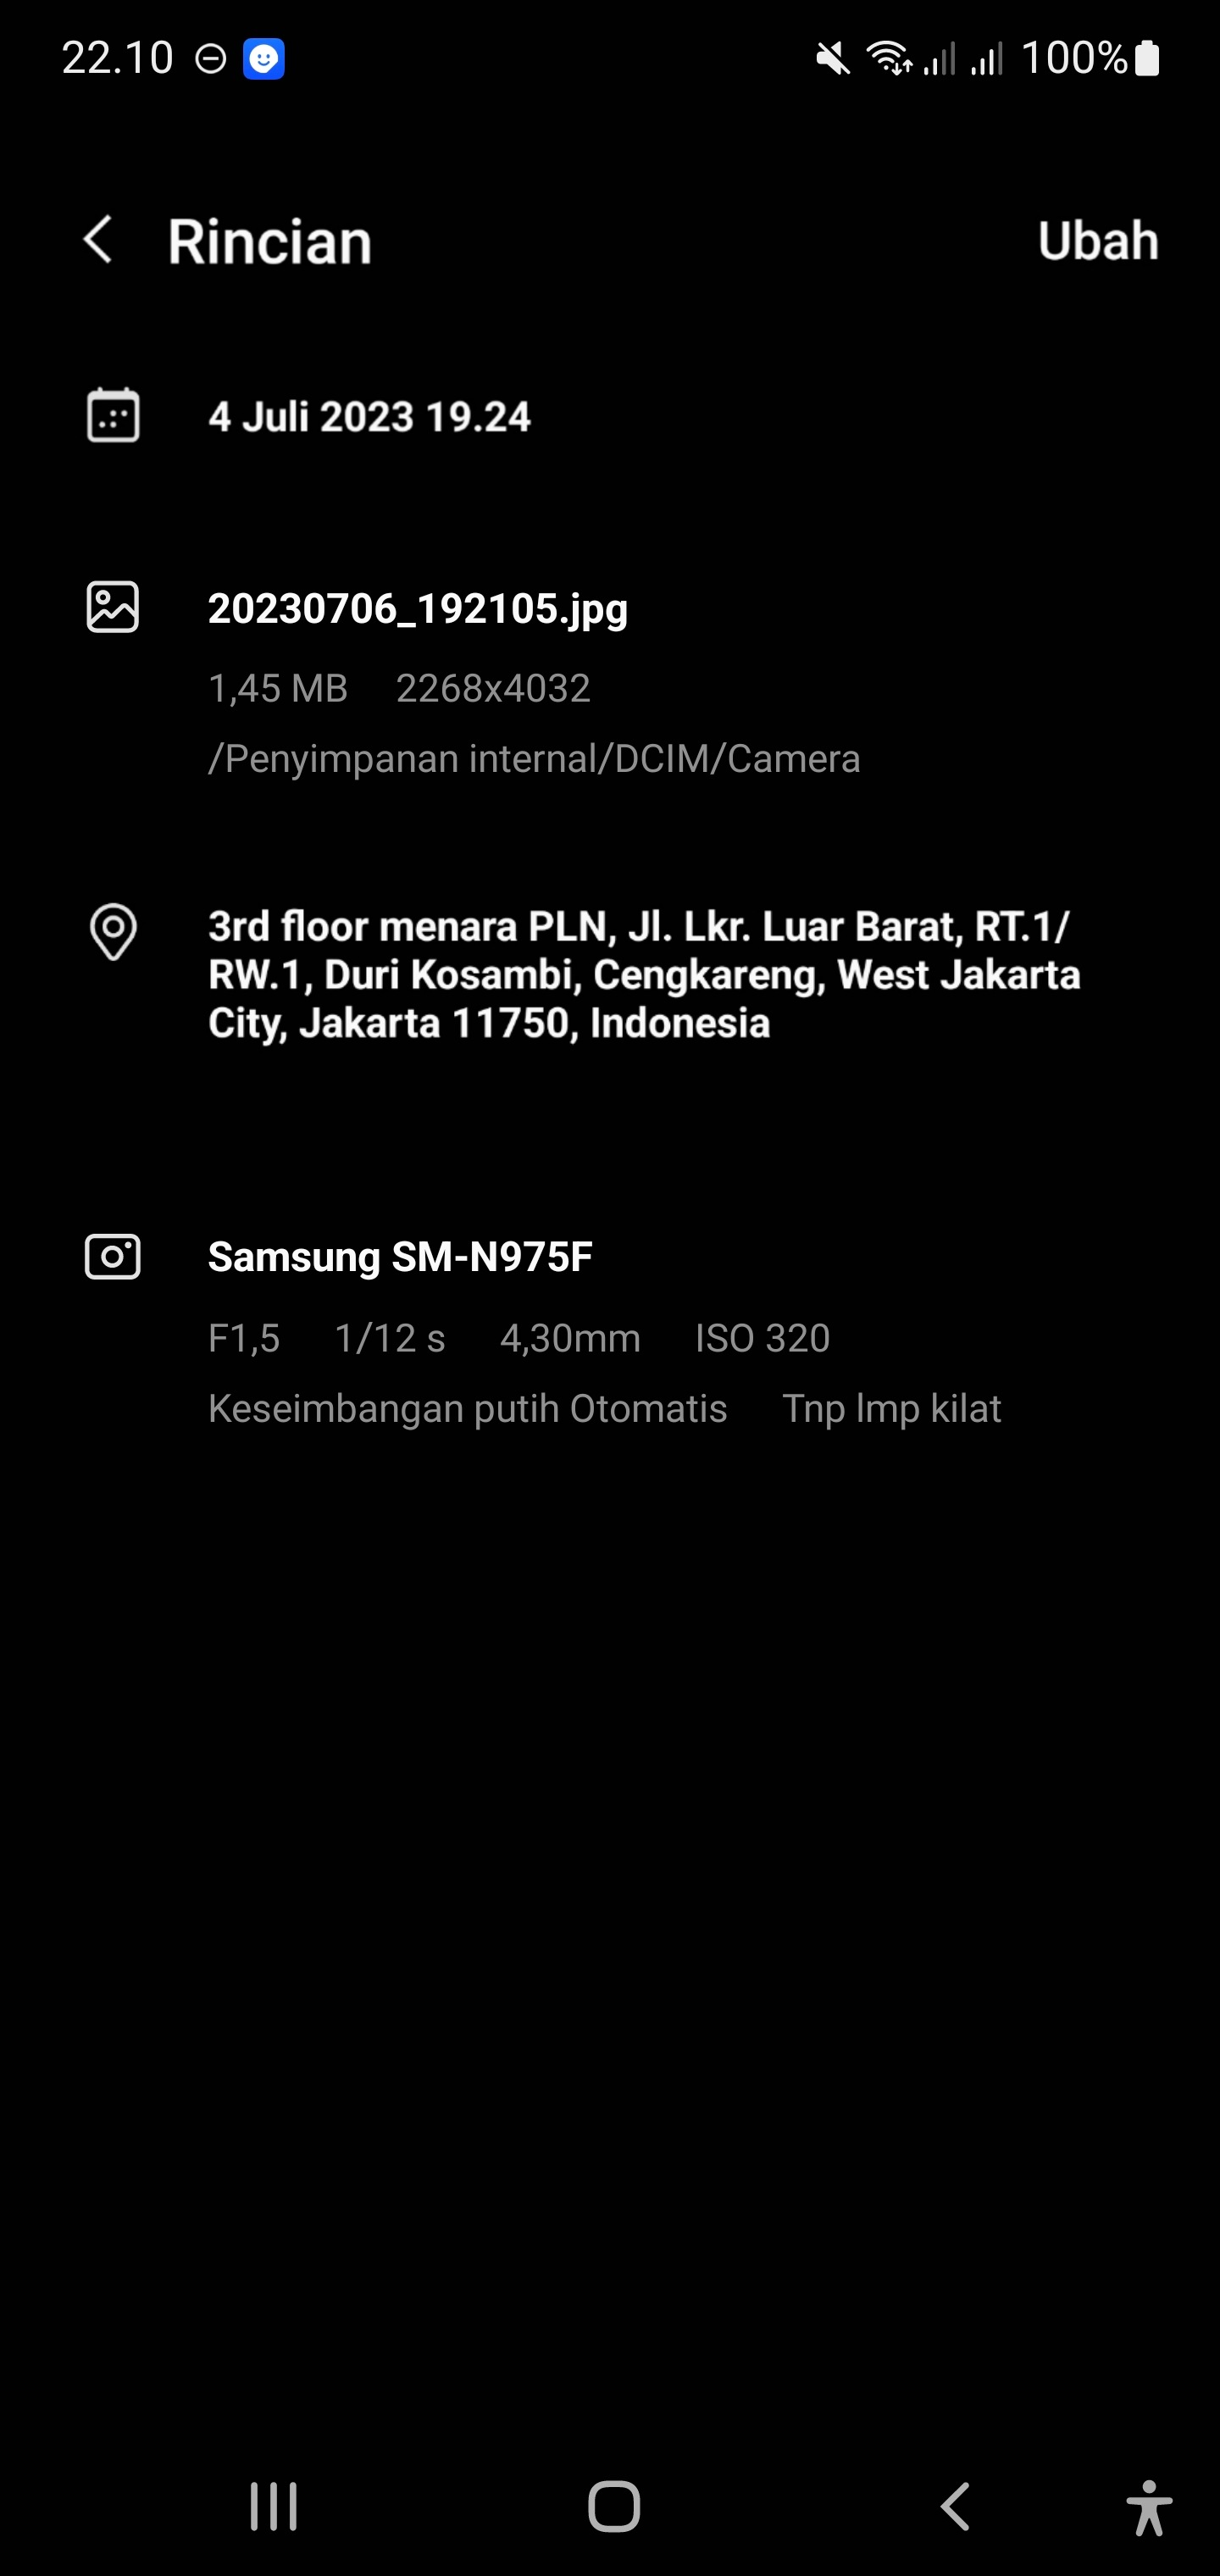 22.10 100%
Rincian Ubah
4 Juli 2023 19.24
20230706_192105.jpg
1,45 MB 2268x4032
/Penyimpanan internal/DCIM/Camera
3rd floor menara PLN, Jl. Lkr. Luar Barat, RT.1/
RW.1, Duri Kosambi, Cengkareng, West Jakarta
City, Jakarta 11750, Indonesia
Samsung SM-N975F
F1,5 1/12 s 4,30mm ISO 320
Keseimbangan putih Otomatis Tnp lmp kilat